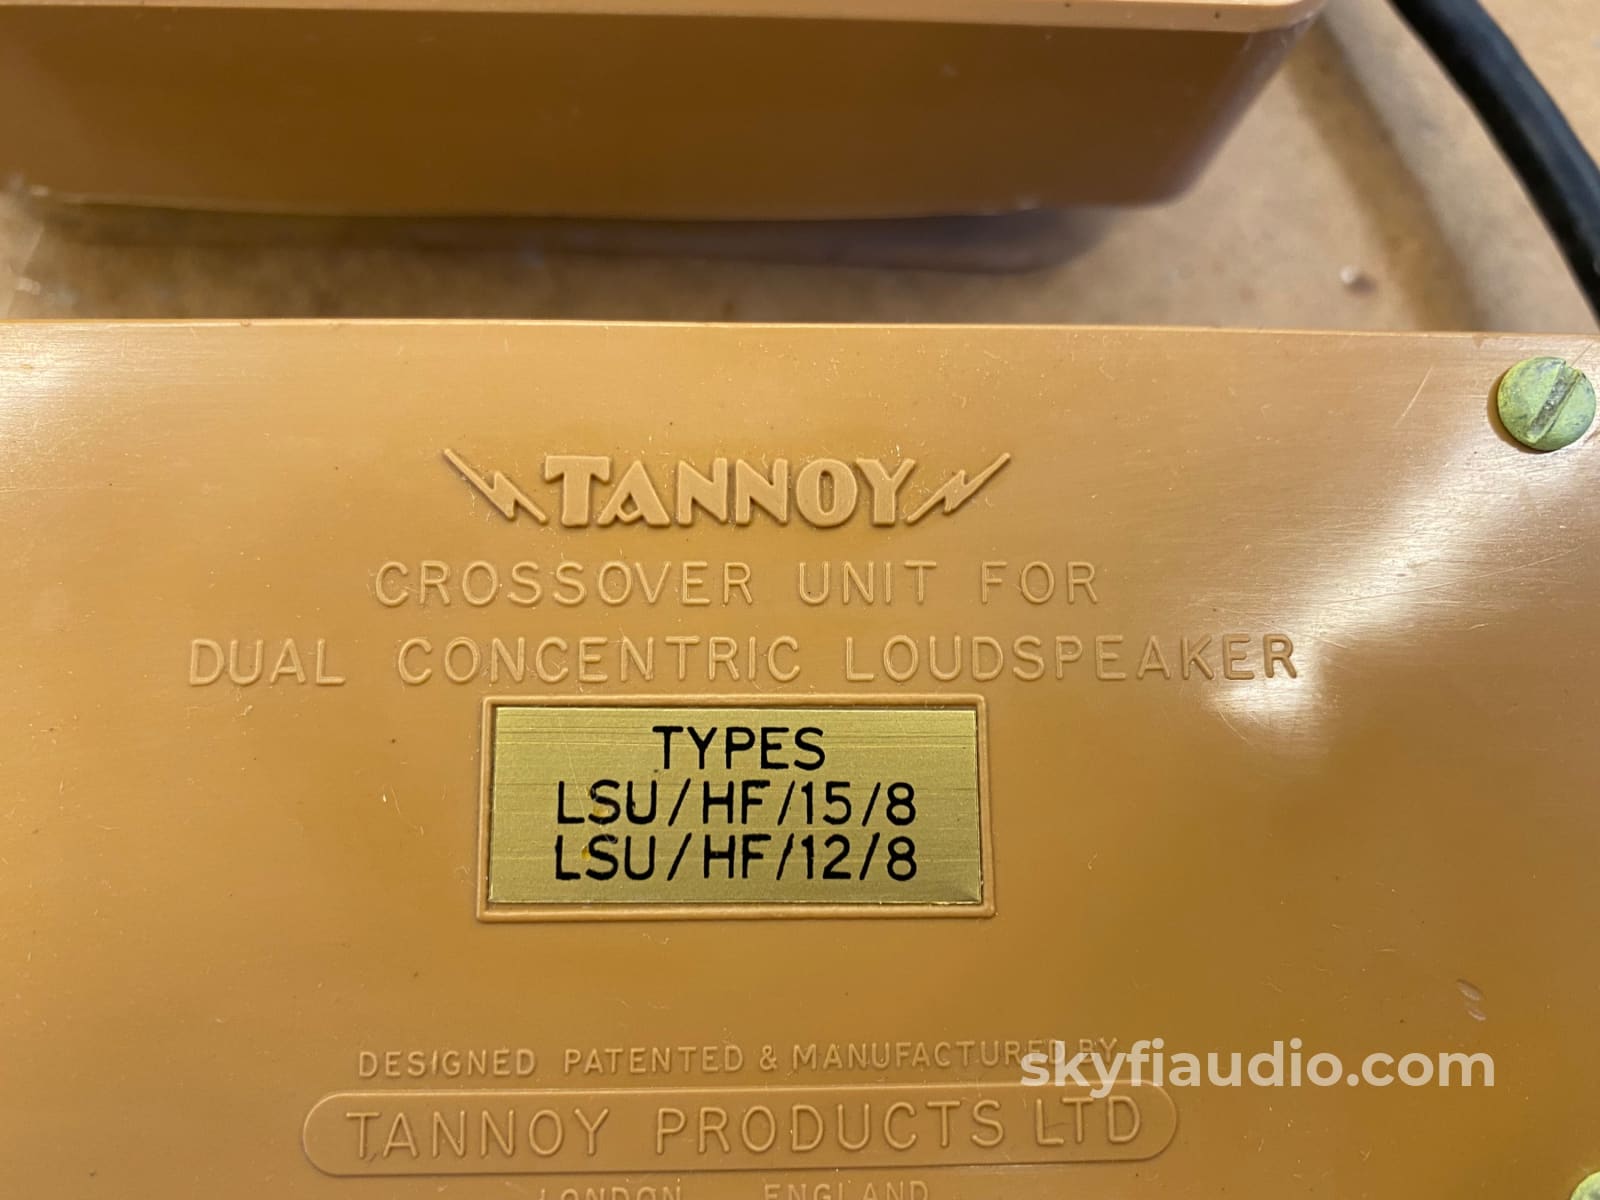 TANNOY
CROSSOVER UNIT FOR
DUAL CONCENTRIC LOUDSPEAKER
TYPES
LSU/HF/15/8
LSU/HF/12/8
DESIGNED PATENTED & MANUFACTURED BY
skyfiaudio.com
TANNOY PRODUCTS LTD
LONDON ENGLAND